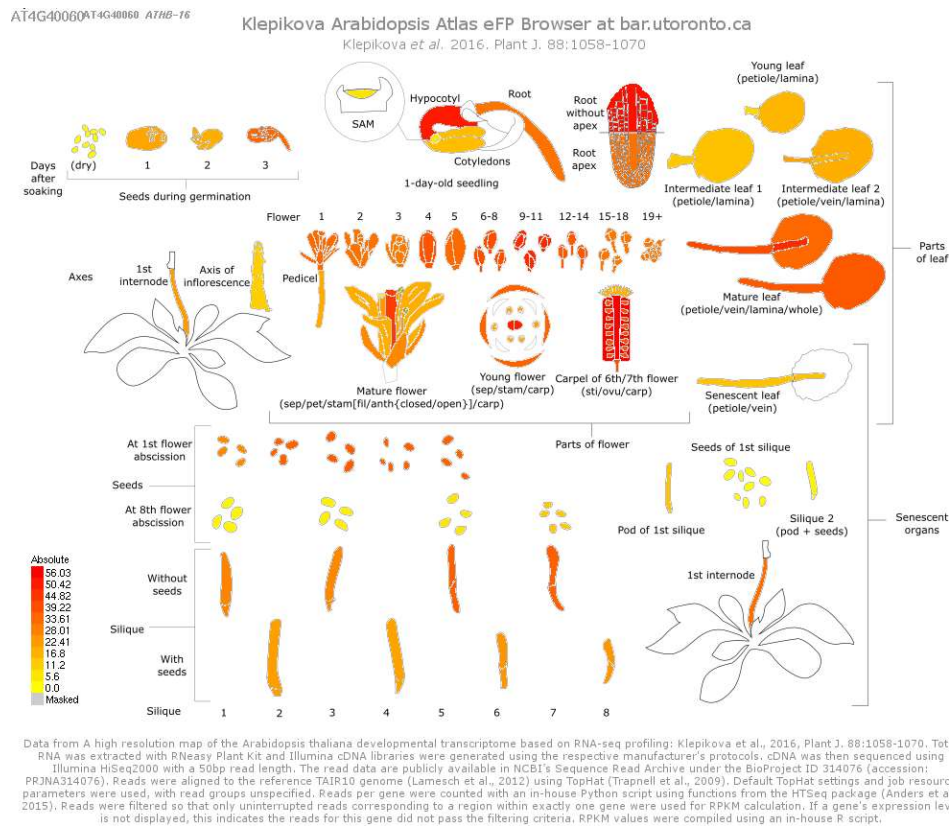 AT4G40060 AT4G40060 ATHB-16
Klepikova Arabidopsis Atlas eFP Browser at bar.utoronto.ca
Klepikova et al. 2016. Plant J. 88:1058-1070
Young leaf
(petiole/lamina)
Hypocotyl
Root
SAM
Cotyledons
1-day-old seedling
Root
without
apex
Root
apex
Intermediate leaf 1
(petiole/lamina)
Intermediate leaf 2
(petiole/vein/lamina)
Days
after
soaking
(dry) 1 2 3
Seeds during germination
Flower 1 2 3 4 5 6-8 9-11 12-14 15-18 19+
Pedicel
Axes
1st
internode
Axis of
inflorescence
Parts
of leaf
Mature leaf
(petiole/vein/lamina/whole)
Mature flower
(sep/pet/stam[fil/anth{closed/open}]/carp)
Young flower
(sep/stam/carp)
Carpel of 6th/7th flower
(sti/ovu/carp)
Senescent leaf
(petiole/vein)
Parts of flower
At 1st flower
abscission
Seeds
At 8th flower
abscission
Seeds of 1st silique
Pod of 1st silique
Silique 2
(pod + seeds)
Senescent
organs
1st internode
Without
seeds
Silique
With
seeds
Silique 1 2 3 4 5 6 7 8
Absolute
56.03
50.42
44.82
39.22
33.61
28.01
22.41
16.8
11.2
5.6
0.0
Masked
Data from A high resolution map of the Arabidopsis thaliana developmental transcriptome based on RNA-seq profiling: Klepikova et al., 2016, Plant J. 88:1058-1070. Tot
RNA was extracted with RNeasy Plant Kit and Illumina cDNA libraries were generated using the respective manufacturer's protocols. cDNA was then sequenced using
Illumina HiSeq2000 with a 50bp read length. The read data are publicly available in NCBI's Sequence Read Archive under the BioProject ID 314076 (accession:
PRJNA314076). Reads were aligned to the reference TAIR10 genome (Lamesch et al., 2012) using TopHat (Trapnell et al., 2009). Default TopHat settings and job resourc
parameters were used, with read groups unspecified. Reads per gene were counted with an in-house Python script using functions from the HTSeq package (Anders et a
2015). Reads were filtered so that only uninterrupted reads corresponding to a region within exactly one gene were used for RPKM calculation. If a gene's expression lev
is not displayed, this indicates the reads for this gene did not pass the filtering criteria. RPKM values were compiled using an in-house R script.